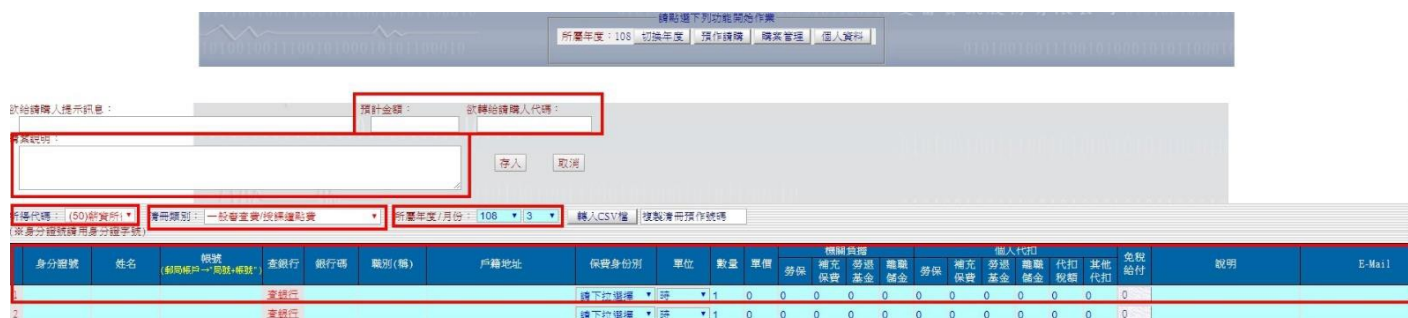 請點選下列功能開始作業
所屬年度：108 切換年度 預作請購 購案管理 個人資料
欲給請購人提示訊息：
預計金額：
欲轉給請購人代碼：
購案說明：
存入 取消
所得代碼： (50)薪資所 清冊類別： 一般審查費/授課鐘點費 所屬年度/月份： 108 3 轉入CSV檔 複製清冊預作號碼
(※身分證號請用身分證字號)
身分證號 姓名 帳號 (郵局帳戶→"局號+帳號") 查銀行 銀行碼 職別(稱) 戶籍地址 保費身份別 單位 數量 單價 機關負擔 個人代扣 免稅給付 說明 E-Mail
勞保 補充保費 勞退基金 離職儲金 勞保 補充保費 勞退基金 離職儲金 代扣稅額 其他代扣
1 查銀行 請下拉選擇 時 1 0 0 0 0 0 0 0 0 0 0 0 0
2 查銀行 請下拉選擇 時 1 0 0 0 0 0 0 0 0 0 0 0 0